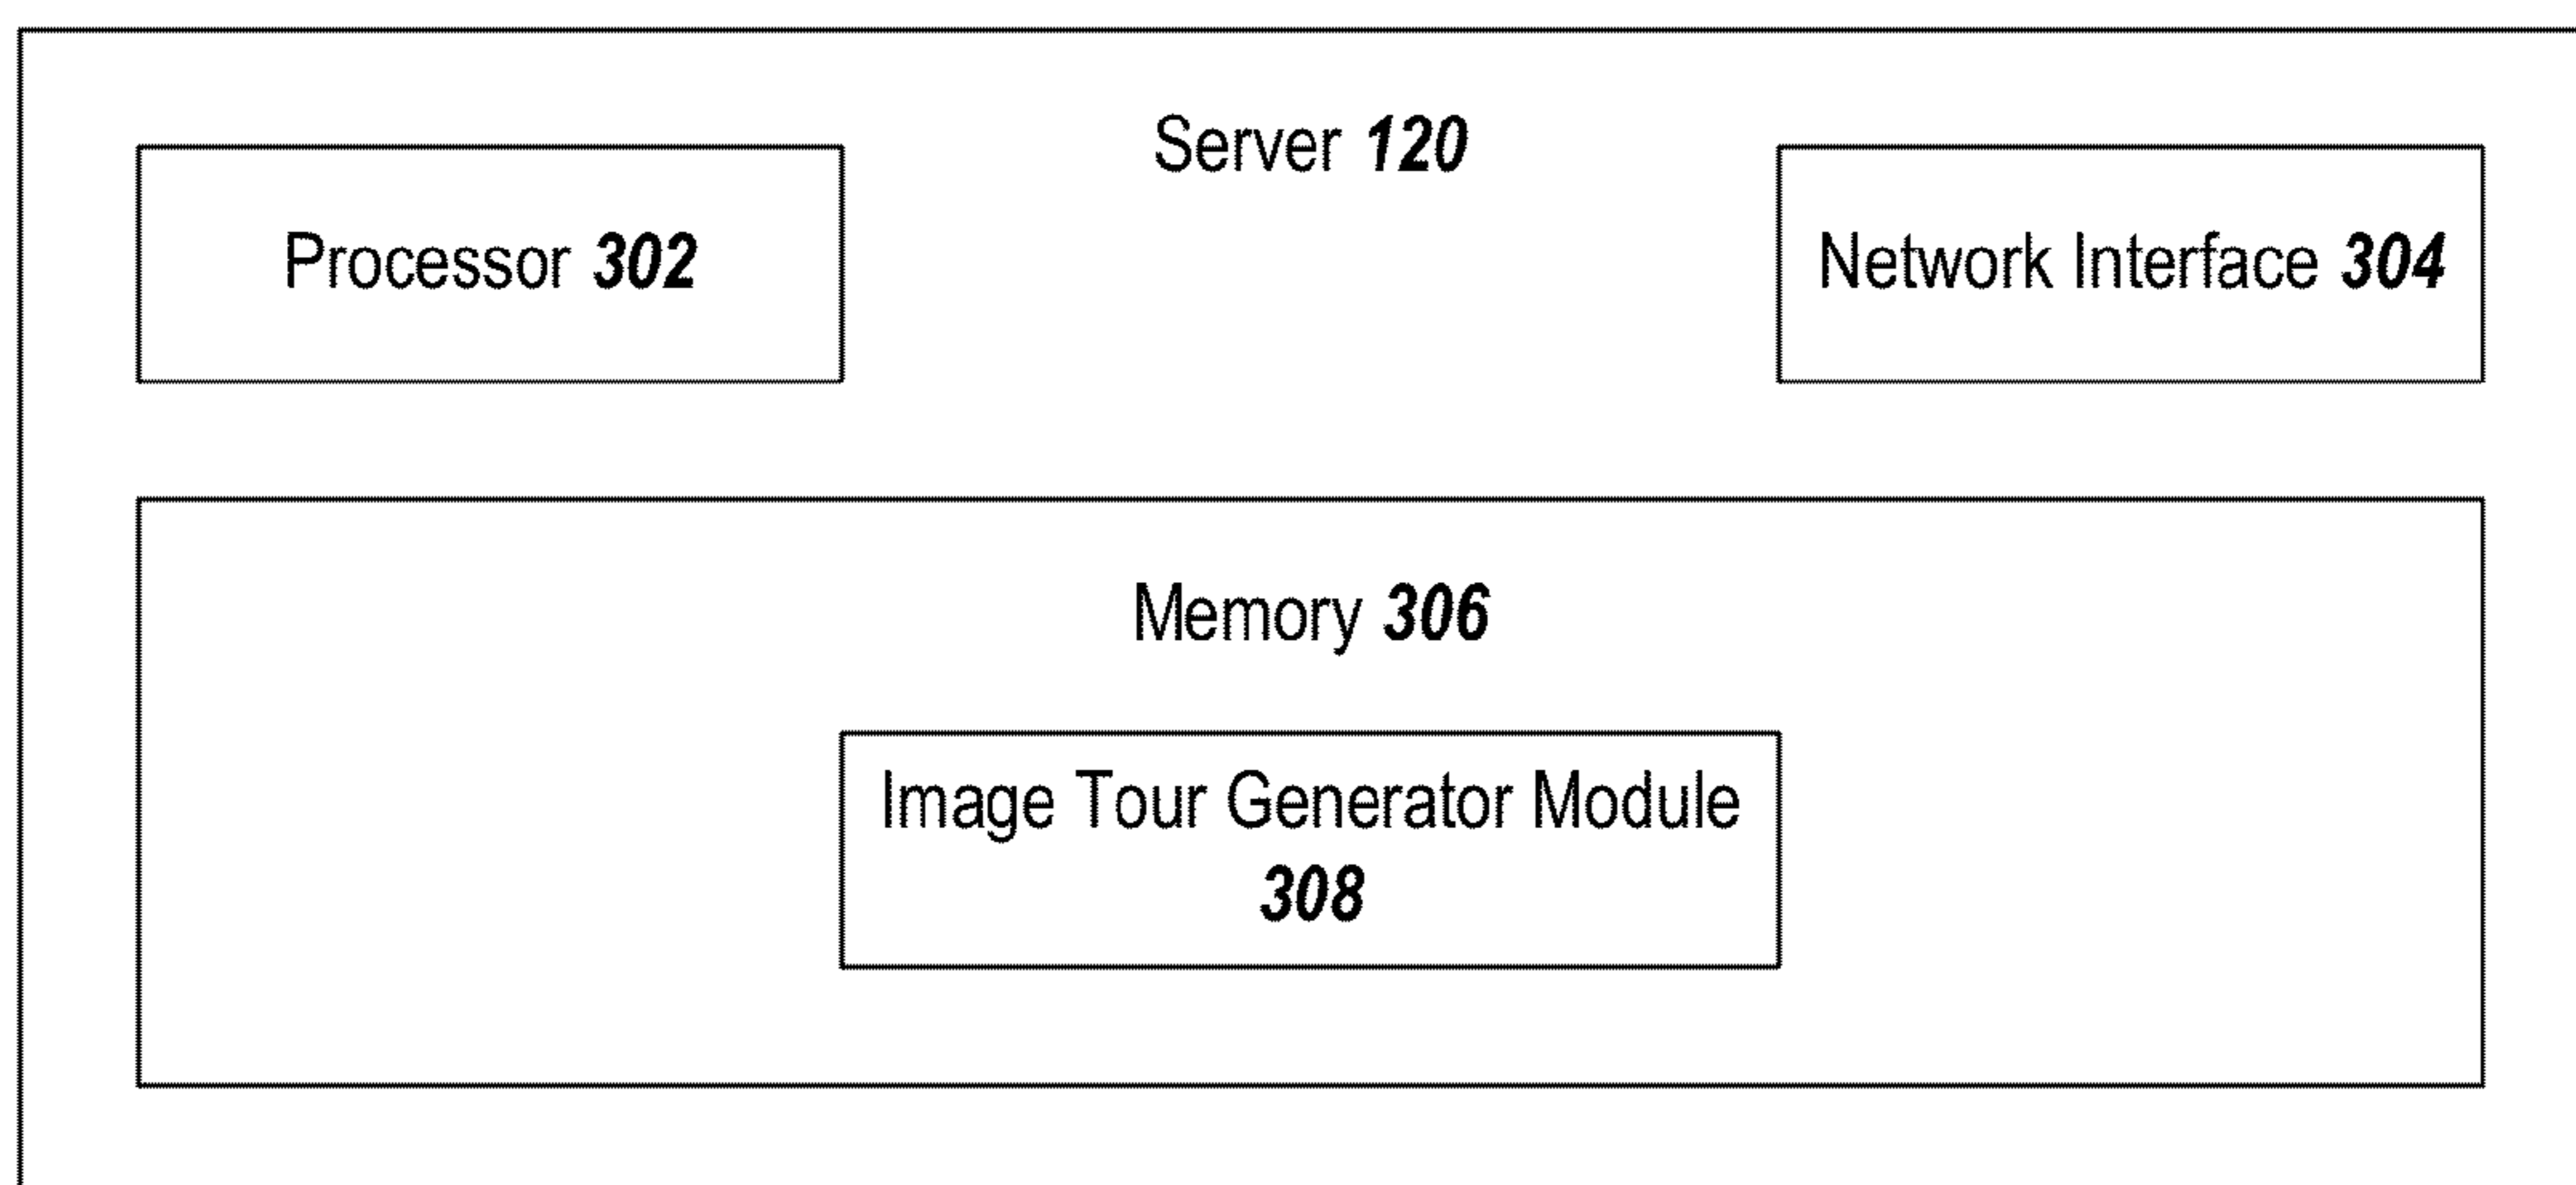 Server 120
Processor 302
Network Interface 304
Memory 306
Image Tour Generator Module
308